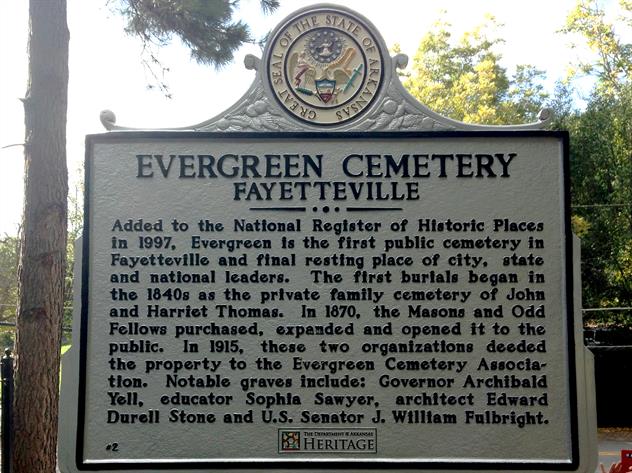 GREAT SEAL OF THE STATE OF ARKANSAS
EVERGREEN CEMETERY
FAYETTEVILLE
Added to the National Register of Historic Places
in 1997, Evergreen is the first public cemetery in
Fayetteville and final resting place of city, state
and national leaders. The first burials began in
the 1840s as the private family cemetery of John
and Harriet Thomas. In 1870, the Masons and Odd
Fellows purchased, expanded and opened it to the
public. In 1915, these two organizations deeded
the property to the Evergreen Cemetery Associa-
tion. Notable graves include: Governor Archibald
Yell, educator Sophia Sawyer, architect Edward
Durell Stone and U.S. Senator J. William Fulbright.
#2
THE DEPARTMENT OF ARKANSAS
HERITAGE